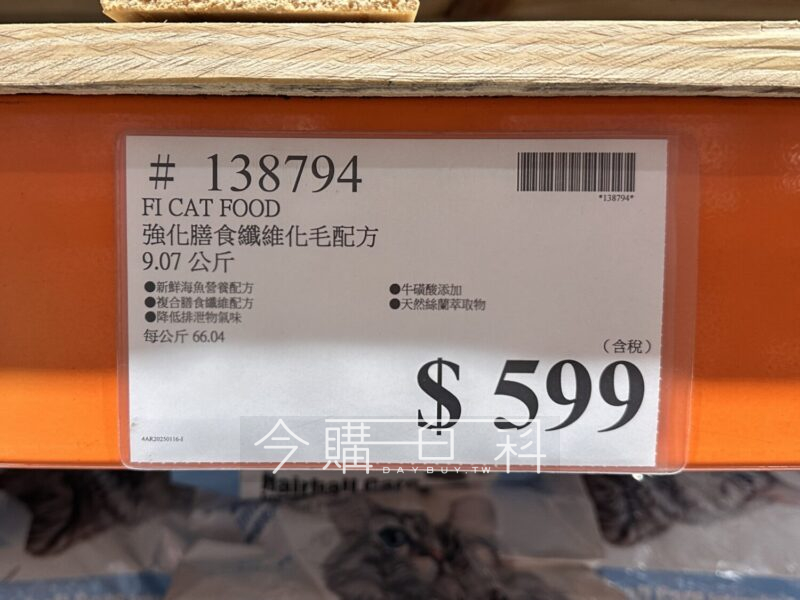 # 138794
*138794*
FI CAT FOOD
強化膳食纖維化毛配方
9.07 公斤
●新鮮海魚營養配方
●牛磺酸添加
●複合膳食纖維配方
●天然絲蘭萃取物
●降低排泄物氣味
每公斤 66.04
(含稅)
$ 599
4AR20250116-J
今購百科
DAYBUY.TW
Hairball Care